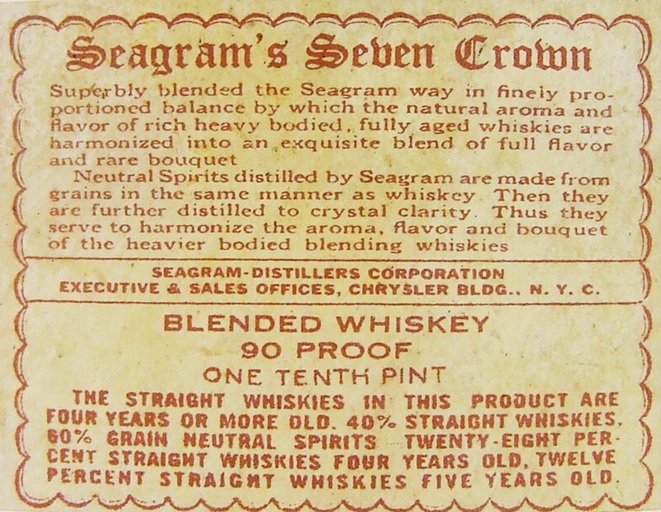 Seagram's Seven Crown
Superbly blended the Seagram way in finely pro-
portioned balance by which the natural aroma and
flavor of rich heavy bodied, fully aged whiskies are
harmonized into an exquisite blend of full flavor
and rare bouquet
Neutral Spirits distilled by Seagram are made from
grains in the same manner as whiskey. Then they
are further distilled to crystal clarity. Thus they
serve to harmonize the aroma, flavor and bouquet
of the heavier bodied blending whiskies
SEAGRAM-DISTILLERS CORPORATION
EXECUTIVE & SALES OFFICES, CHRYSLER BLDG., N. Y. C.
BLENDED WHISKEY
90 PROOF
ONE TENTH PINT
THE STRAIGHT WHISKIES IN THIS PRODUCT ARE
FOUR YEARS OR MORE OLD. 40% STRAIGHT WHISKIES.
60% GRAIN NEUTRAL SPIRITS TWENTY-EIGHT PER-
CENT STRAIGHT WHISKIES FOUR YEARS OLD, TWELVE
PERCENT STRAIGHT WHISKIES FIVE YEARS OLD.